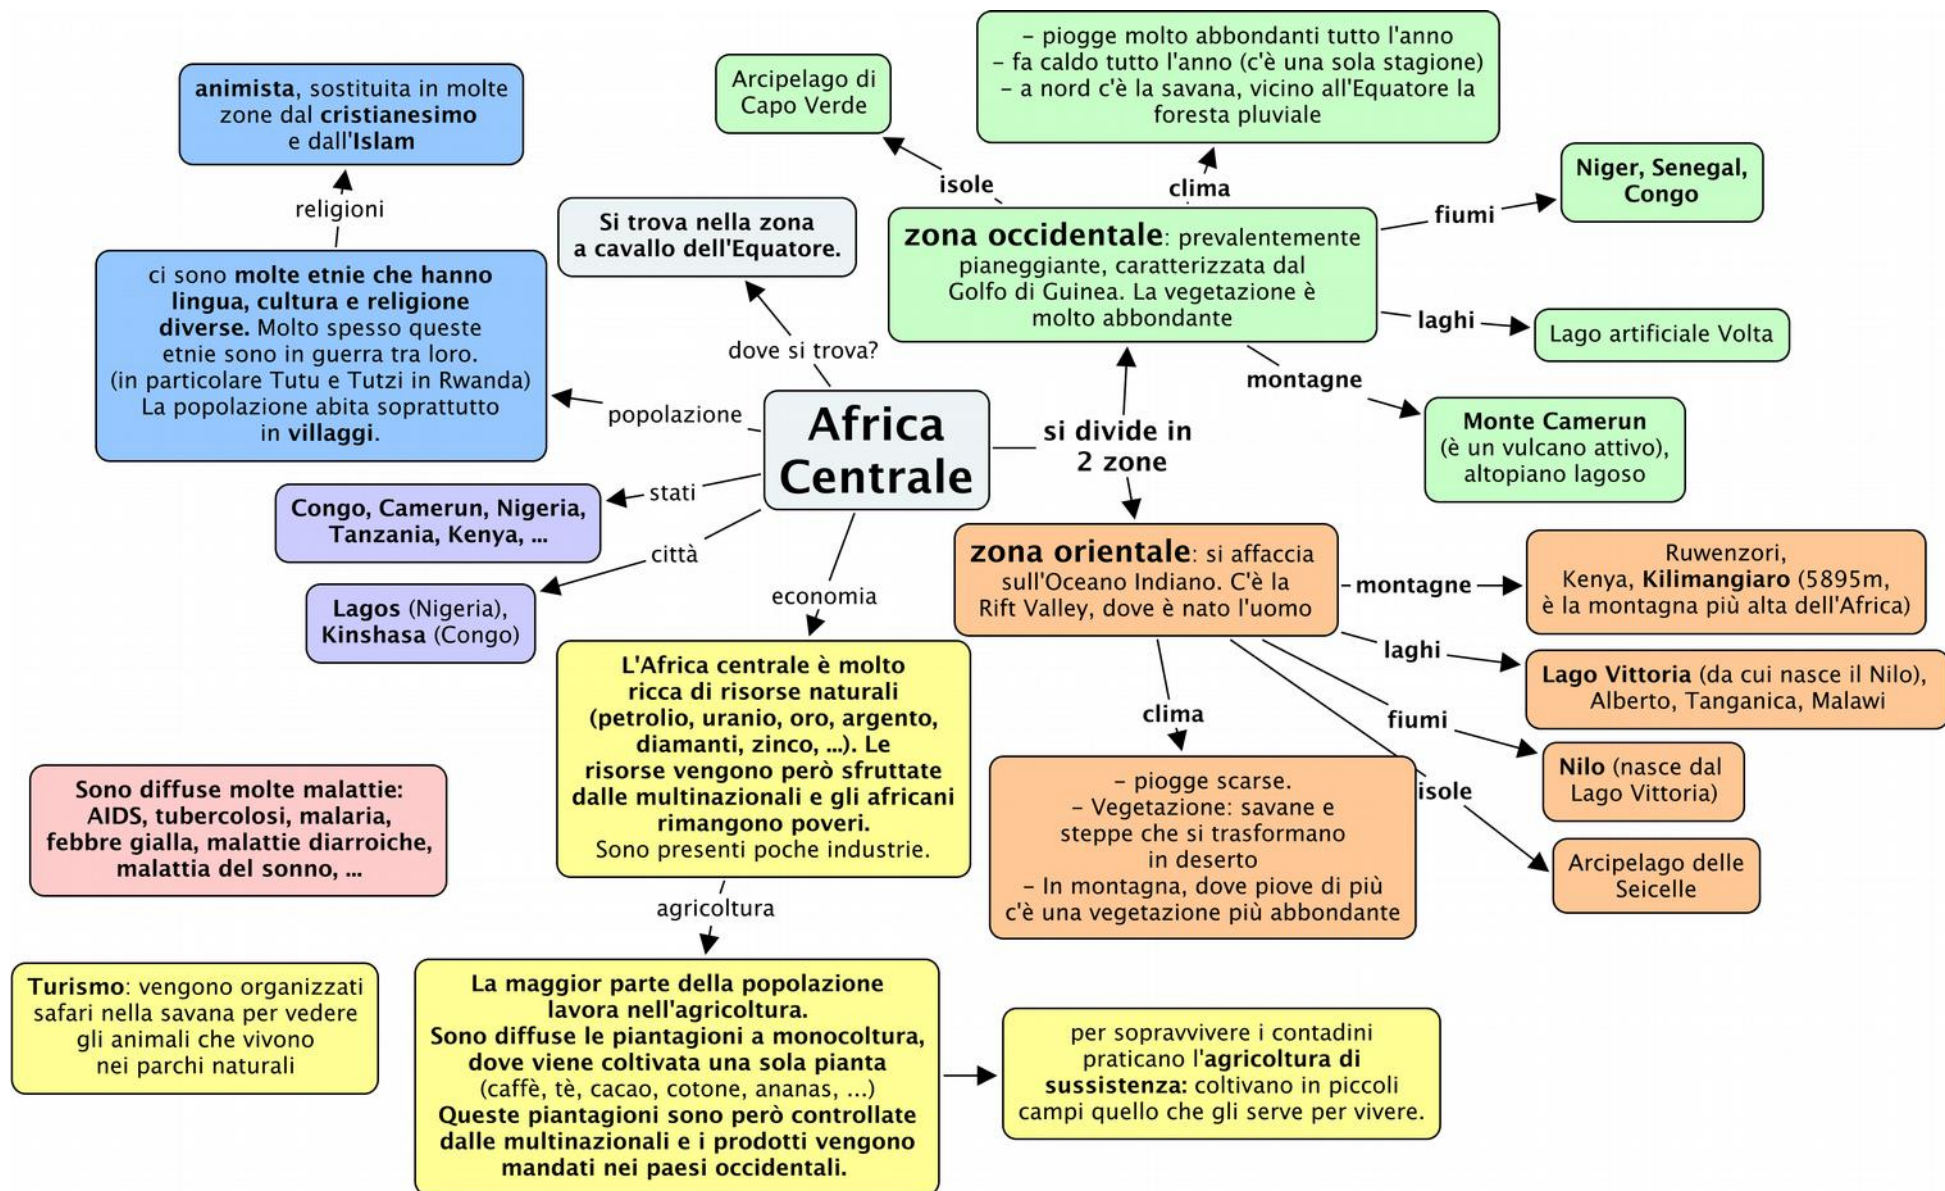 – piogge molto abbondanti tutto l'anno
– fa caldo tutto l'anno (c'è una sola stagione)
– a nord c'è la savana, vicino all'Equatore la
foresta pluviale
Arcipelago di
Capo Verde
animista, sostituita in molte
zone dal cristianesimo
e dall'Islam
religioni
isole
clima
Niger, Senegal,
Congo
fiumi
Si trova nella zona
a cavallo dell'Equatore.
zona occidentale: prevalentemente
pianeggiante, caratterizzata dal
Golfo di Guinea. La vegetazione è
molto abbondante
ci sono molte etnie che hanno
lingua, cultura e religione
diverse. Molto spesso queste
etnie sono in guerra tra loro.
(in particolare Tutu e Tutzi in Rwanda)
La popolazione abita soprattutto
in villaggi.
laghi
Lago artificiale Volta
dove si trova?
montagne
popolazione
Africa
Centrale
si divide in
2 zone
Monte Camerun
(è un vulcano attivo),
altopiano lagoso
stati
Congo, Camerun, Nigeria,
Tanzania, Kenya, ...
città
Lagos (Nigeria),
Kinshasa (Congo)
economia
zona orientale: si affaccia
sull'Oceano Indiano. C'è la
Rift Valley, dove è nato l'uomo
montagne
Ruwenzori,
Kenya, Kilimangiaro (5895m,
è la montagna più alta dell'Africa)
laghi
Lago Vittoria (da cui nasce il Nilo),
Alberto, Tanganica, Malawi
L'Africa centrale è molto
ricca di risorse naturali
(petrolio, uranio, oro, argento,
diamanti, zinco, ...). Le
risorse vengono però sfruttate
dalle multinazionali e gli africani
rimangono poveri.
Sono presenti poche industrie.
clima
fiumi
Nilo (nasce dal
Lago Vittoria)
isole
Arcipelago delle
Seicelle
– piogge scarse.
– Vegetazione: savane e
steppe che si trasformano
in deserto
– In montagna, dove piove di più
c'è una vegetazione più abbondante
Sono diffuse molte malattie:
AIDS, tubercolosi, malaria,
febbre gialla, malattie diarroiche,
malattia del sonno, ...
agricoltura
Turismo: vengono organizzati
safari nella savana per vedere
gli animali che vivono
nei parchi naturali
La maggior parte della popolazione
lavora nell'agricoltura.
Sono diffuse le piantagioni a monocoltura,
dove viene coltivata una sola pianta
(caffè, tè, cacao, cotone, ananas, ...)
Queste piantagioni sono però controllate
dalle multinazionali e i prodotti vengono
mandati nei paesi occidentali.
per sopravvivere i contadini
praticano l'agricoltura di
sussistenza: coltivano in piccoli
campi quello che gli serve per vivere.